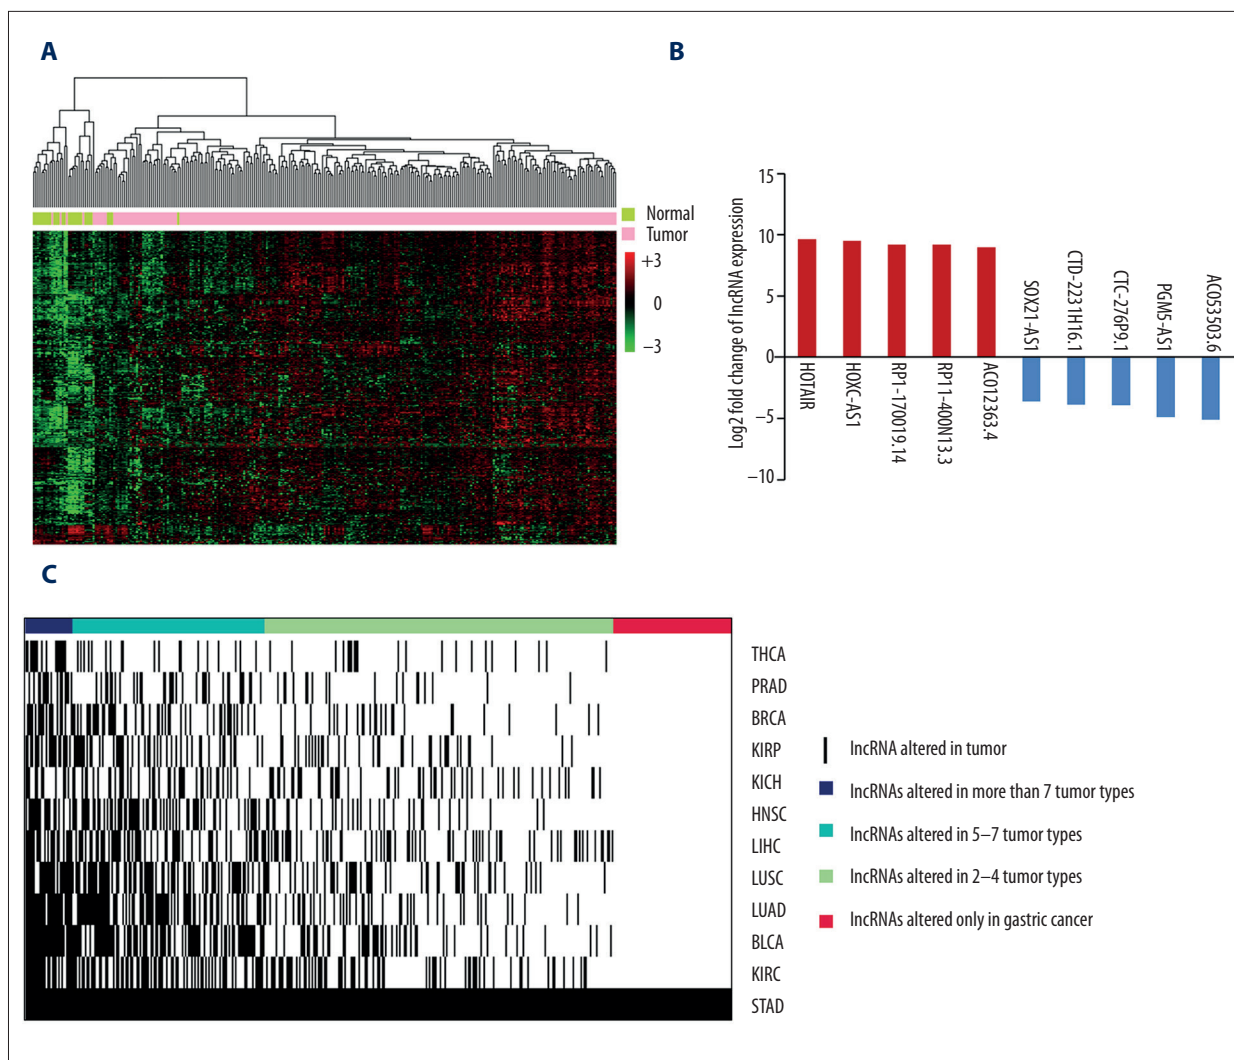 A
Normal
Tumor
+3
0
−3
B
Log2 fold change of lncRNA expression
15
10
5
0
−5
−10
HOTAIR
HOXC-AS1
RP1-170019.14
RP11-400N13.3
AC012363.4
SOX21-AS1
CTD-2231H16.1
CTC-276P9.1
PGM5-AS1
AC053503.6
C
THCA
PRAD
BRCA
KIRP
KICH
HNSC
LIHC
LUSC
LUAD
BLCA
KIRC
STAD
lncRNA altered in tumor
lncRNAs altered in more than 7 tumor types
lncRNAs altered in 5–7 tumor types
lncRNAs altered in 2–4 tumor types
lncRNAs altered only in gastric cancer